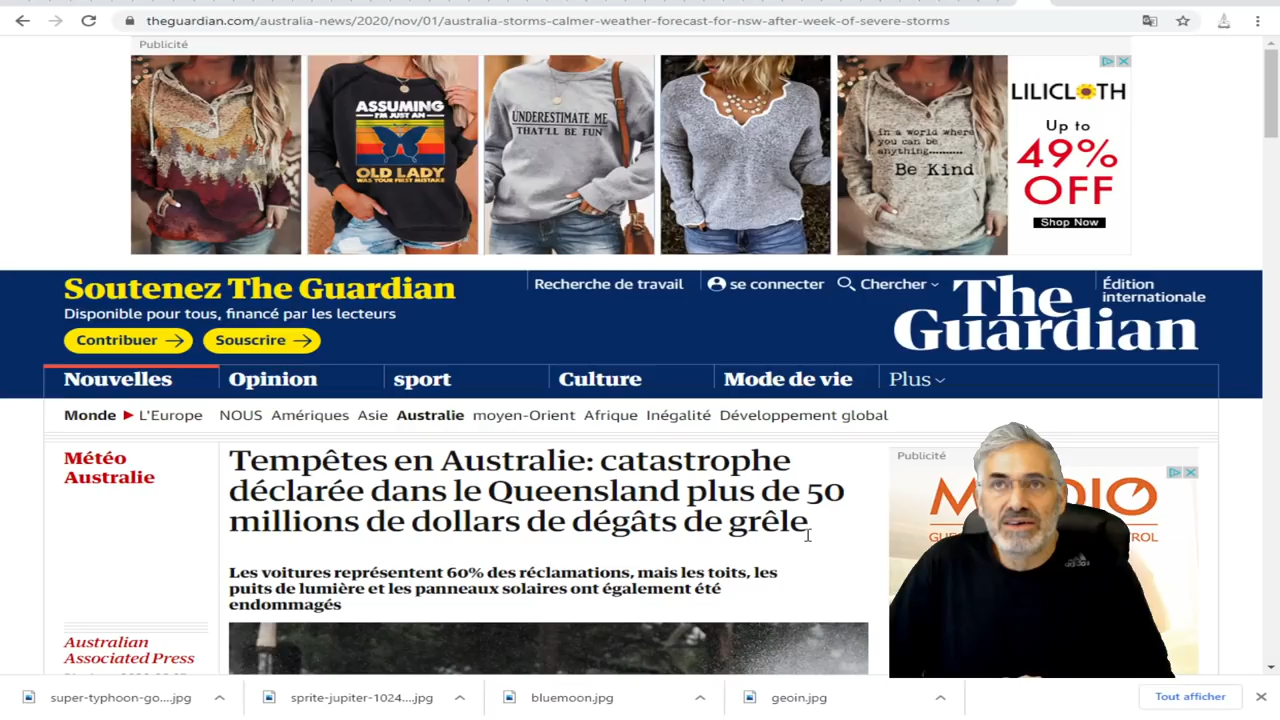 theguardian.com/australia-news/2020/nov/01/australia-storms-calmer-weather-forecast-for-nsw-after-week-of-severe-storms
Publicité
ASSUMING
I'M JUST AN
OLD LADY
WAS YOUR FIRST MISTAKE
UNDERESTIMATE ME
THAT'LL BE FUN
in a world where
you can be
anything..........
Be Kind
LILICLOTH
Up to
49%
OFF
Shop Now
Soutenez The Guardian
Disponible pour tous, financé par les lecteurs
Contribuer
Souscrire
Recherche de travail
se connecter
Chercher
The
Guardian
Édition
internationale
Nouvelles
Opinion
sport
Culture
Mode de vie
Plus
Monde
L'Europe
NOUS
Amériques
Asie
Australie
moyen-Orient
Afrique
Inégalité
Développement global
Météo
Australie
Tempêtes en Australie: catastrophe
déclarée dans le Queensland plus de 50
millions de dollars de dégâts de grêle
Les voitures représentent 60% des réclamations, mais les toits, les
puits de lumière et les panneaux solaires ont également été
endommagés
Australian
Associated Press
Publicité
adidas
super-typhoon-go....jpg
sprite-jupiter-1024....jpg
bluemoon.jpg
geoin.jpg
Tout afficher